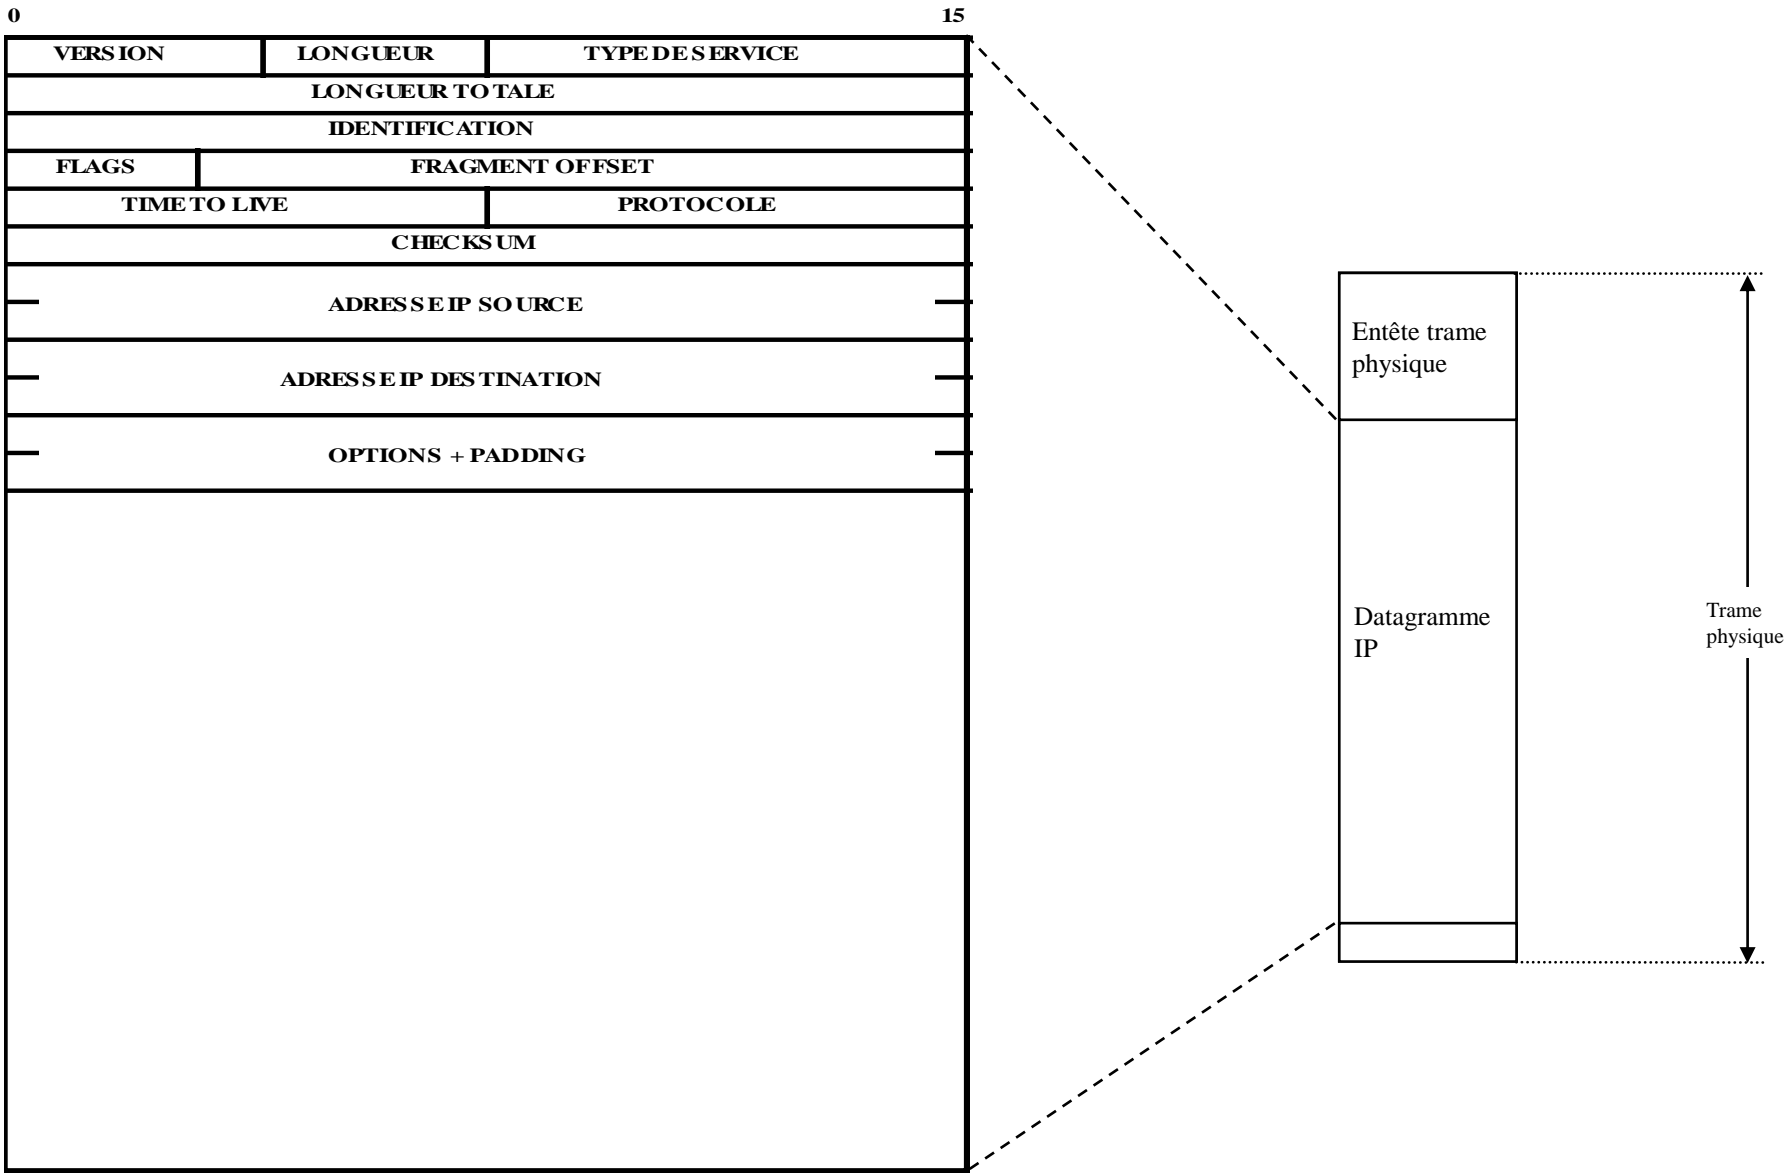 0 15
VERSION LONGUEUR TYPE DE SERVICE
LONGUEUR TOTALE
IDENTIFICATION
FLAGS FRAGMENT OFFSET
TIME TO LIVE PROTOCOLE
CHECKSUM
ADRESSE IP SOURCE
ADRESSE IP DESTINATION
OPTIONS + PADDING
Entête trame
physique
Datagramme
IP
Trame
physique